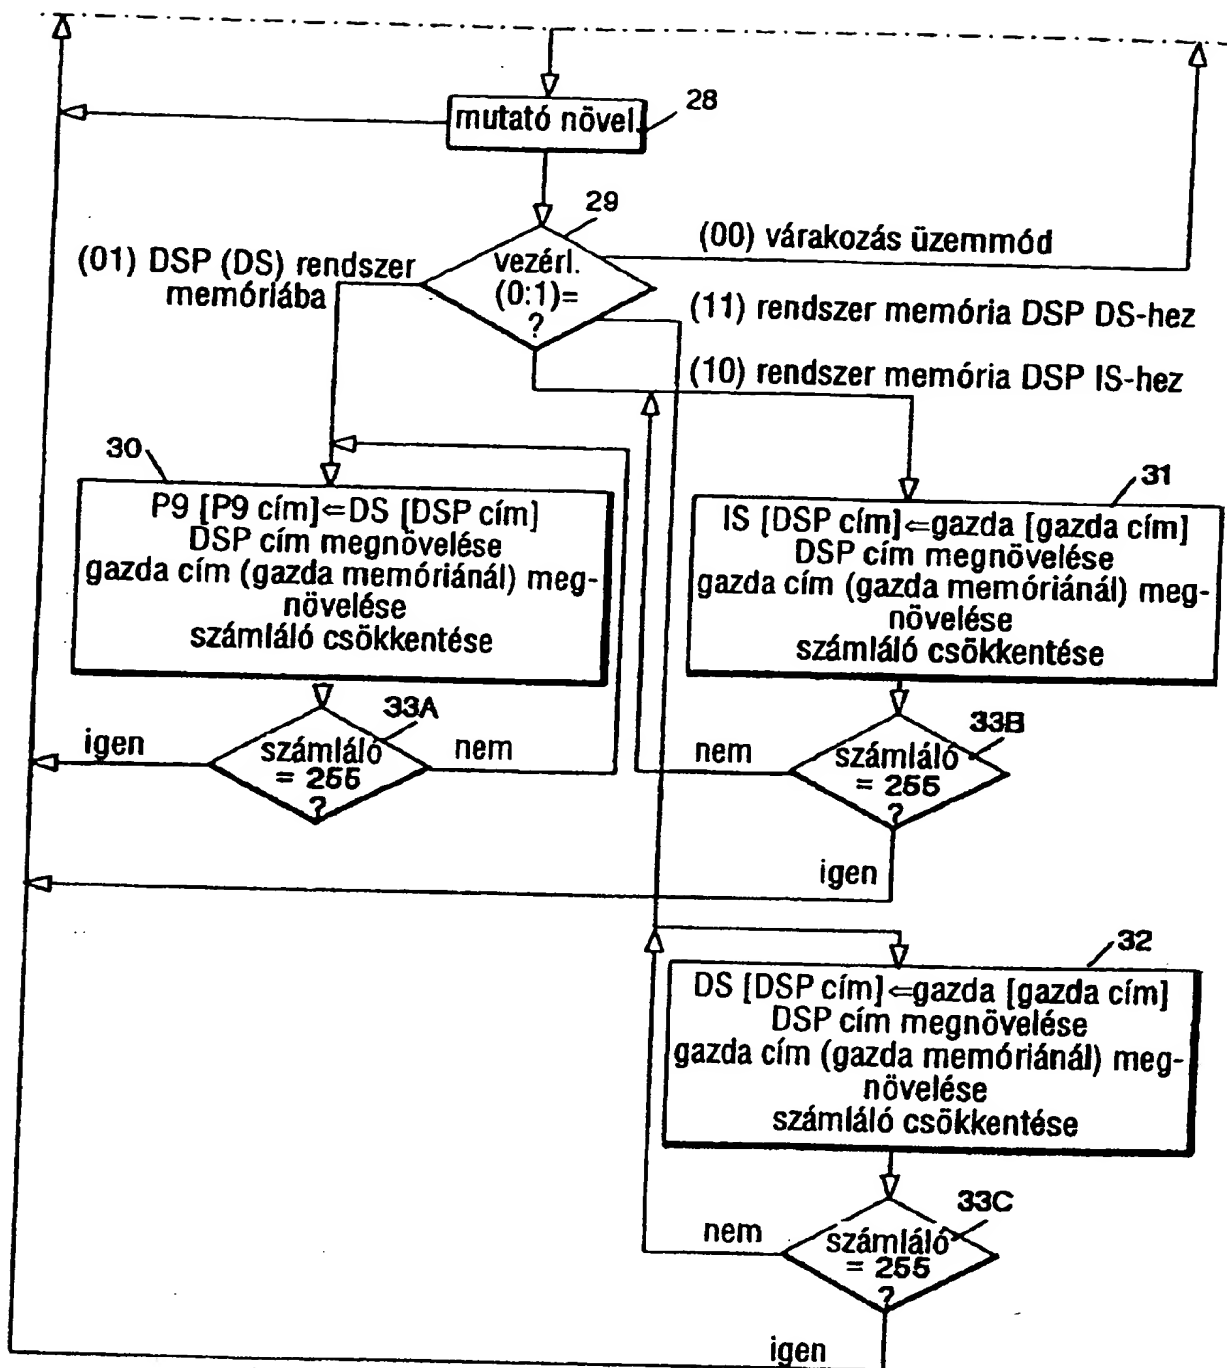 mutató növel.
28
29
(00) várakozás üzemmód
(01) DSP (DS) rendszer
memóriába
vezérl.
(0:1)=
?
(11) rendszer memória DSP DS-hez
(10) rendszer memória DSP IS-hez
30
P9 [P9 cím]⇐DS [DSP cím]
DSP cím megnövelése
gazda cím (gazda memóriánál) meg-
növelése
számláló csökkentése
31
IS [DSP cím]⇐gazda [gazda cím]
DSP cím megnövelése
gazda cím (gazda memóriánál) meg-
növelése
számláló csökkentése
33A
igen
számláló
= 255
?
nem
33B
nem
számláló
= 255
?
igen
32
DS [DSP cím]⇐gazda [gazda cím]
DSP cím megnövelése
gazda cím (gazda memóriánál) meg-
növelése
számláló csökkentése
33C
nem
számláló
= 255
?
igen